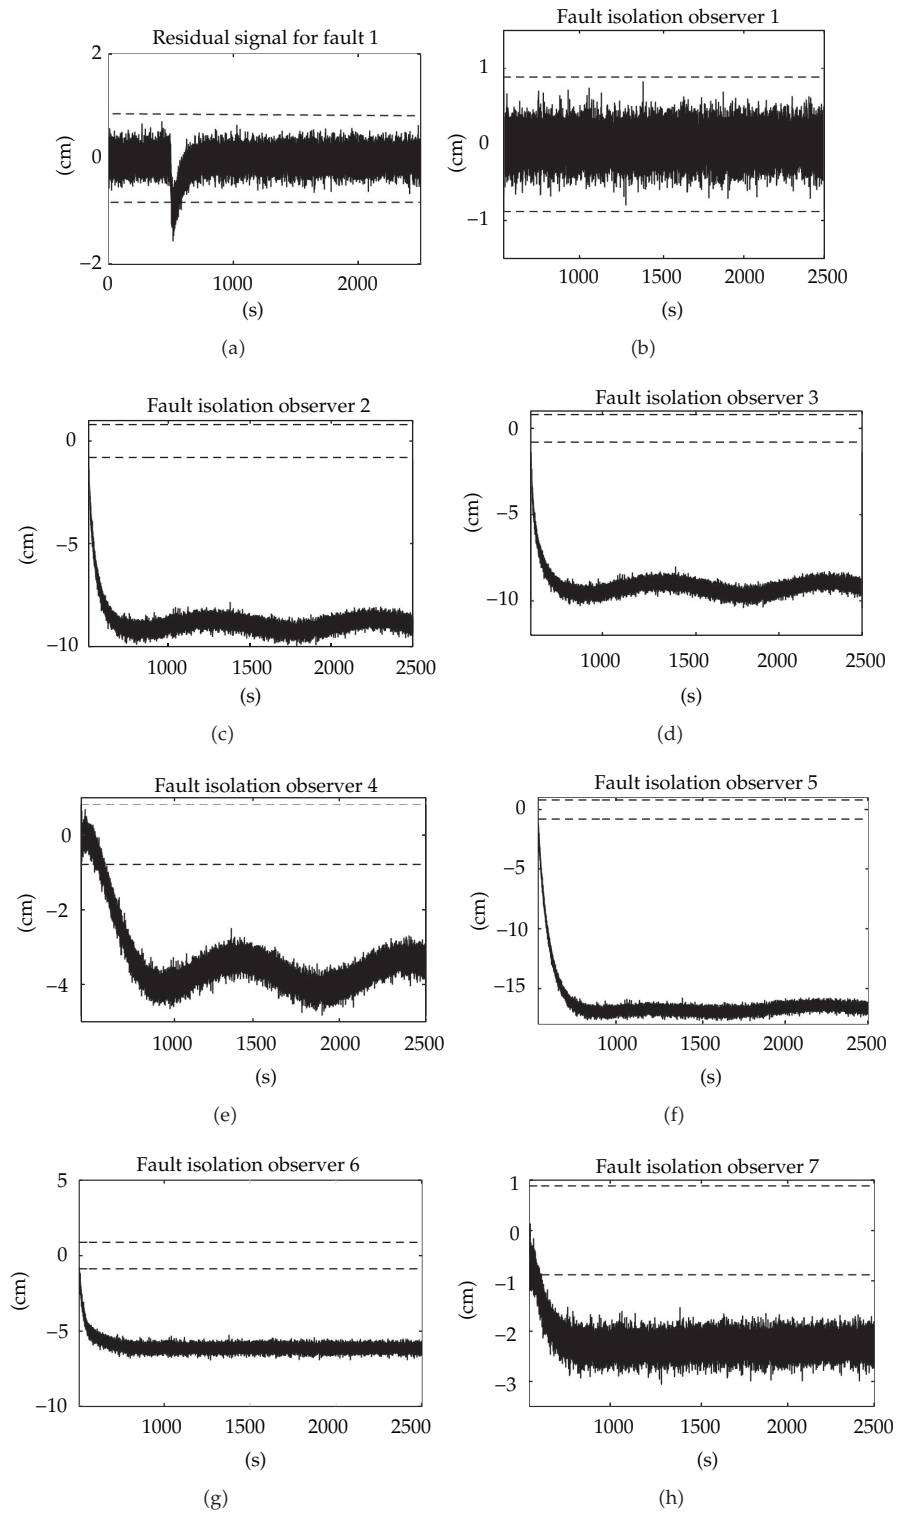 Residual signal for fault 1
2
0
−2
(cm)
0
1000
2000
(s)
(a)
Fault isolation observer 1
1
0
−1
(cm)
1000
1500
2000
2500
(s)
(b)
Fault isolation observer 2
0
−5
−10
(cm)
1000
1500
2000
2500
(s)
(c)
Fault isolation observer 3
0
−5
−10
(cm)
1000
1500
2000
2500
(s)
(d)
Fault isolation observer 4
0
−2
−4
(cm)
1000
1500
2000
2500
(s)
(e)
Fault isolation observer 5
0
−5
−10
−15
(cm)
1000
1500
2000
2500
(s)
(f)
Fault isolation observer 6
5
0
−5
−10
(cm)
1000
1500
2000
2500
(s)
(g)
Fault isolation observer 7
1
0
−1
−2
−3
(cm)
1000
1500
2000
2500
(s)
(h)